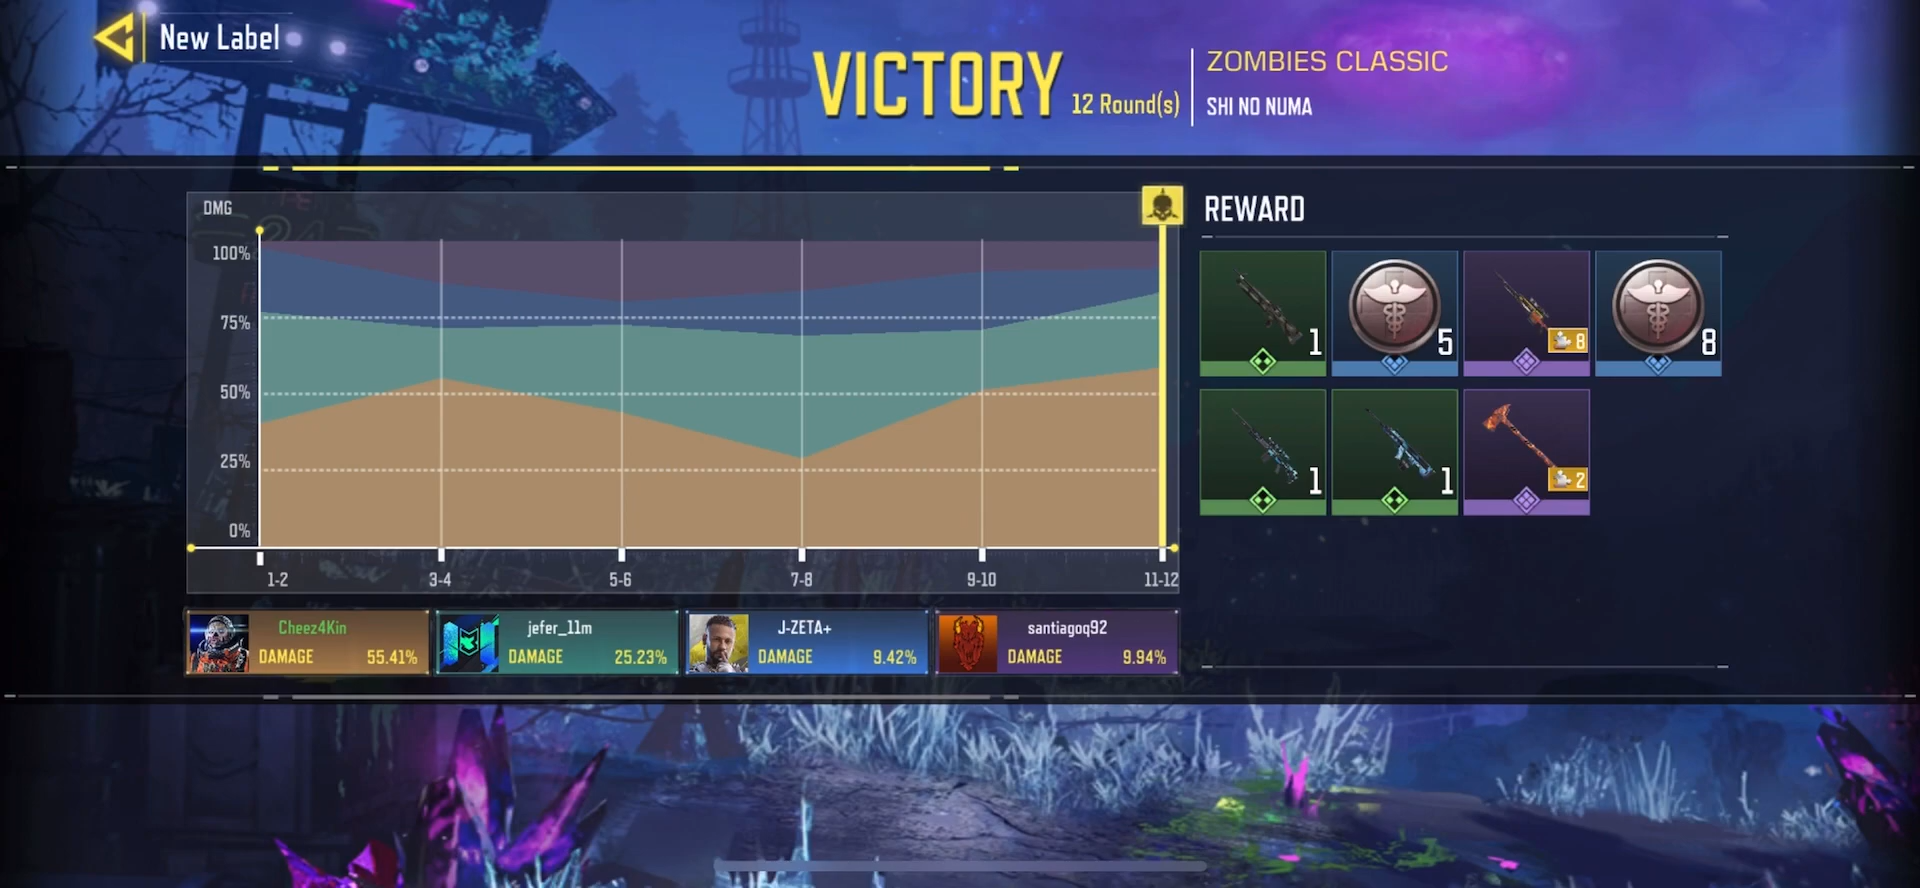 New Label
VICTORY 12 Round(s)
ZOMBIES CLASSIC
SHI NO NUMA
DMG
100%
75%
50%
25%
0%
1-2 3-4 5-6 7-8 9-10 11-12
Cheez4Kin
DAMAGE 55.41%
jefer_11m
DAMAGE 25.23%
J-ZETA+
DAMAGE 9.42%
santiagoq92
DAMAGE 9.94%
REWARD
1 5 8 8
1 1 2